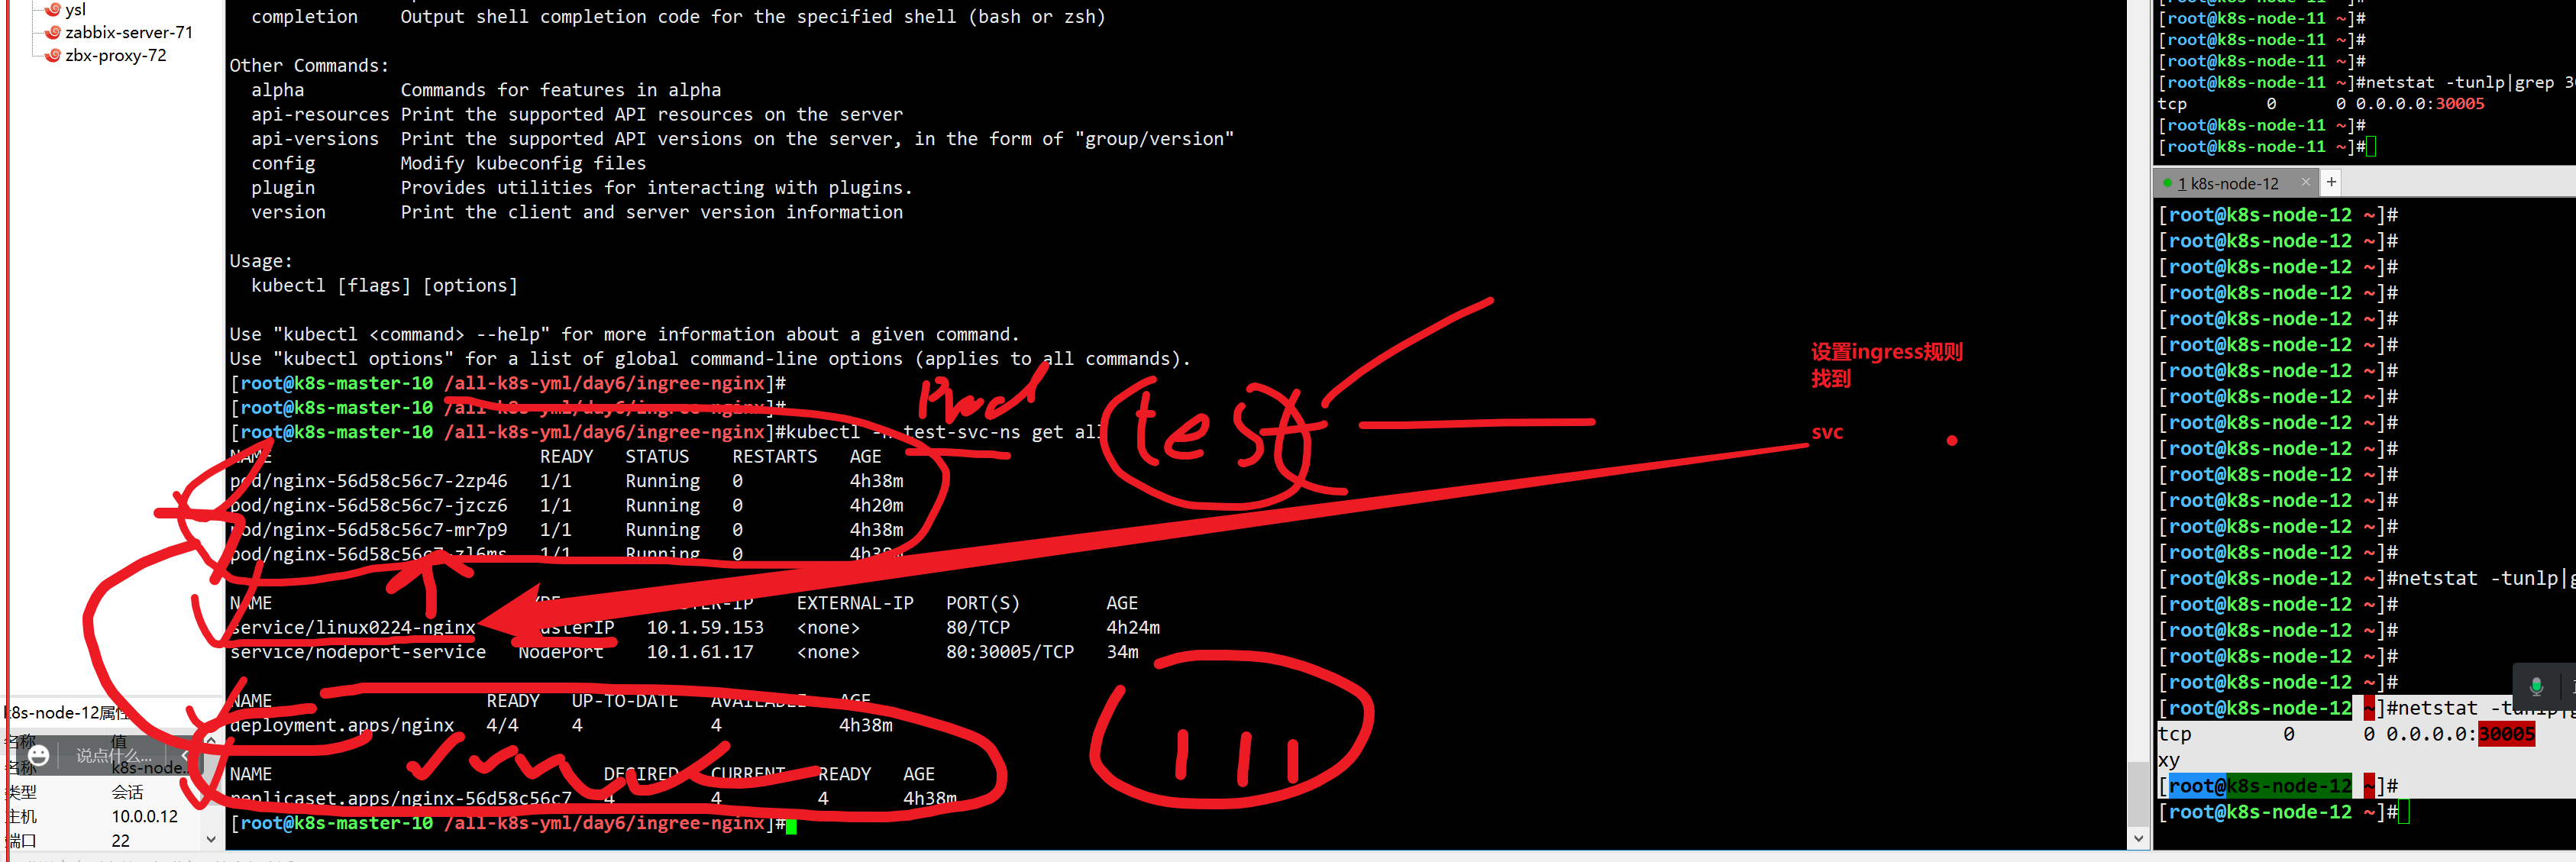 ysl
zabbix-server-71
zbx-proxy-72
completion    Output shell completion code for the specified shell (bash or zsh)
Other Commands:
alpha         Commands for features in alpha
api-resources Print the supported API resources on the server
api-versions  Print the supported API versions on the server, in the form of "group/version"
config        Modify kubeconfig files
plugin        Provides utilities for interacting with plugins.
version       Print the client and server version information
Usage:
kubectl [flags] [options]
Use "kubectl <command> --help" for more information about a given command.
Use "kubectl options" for a list of global command-line options (applies to all commands).
[root@k8s-master-10 /all-k8s-yml/day6/ingree-nginx]#
[root@k8s-master-10 /all-k8s-yml/day6/ingree-nginx]#
[root@k8s-master-10 /all-k8s-yml/day6/ingree-nginx]#kubectl -n test-svc-ns get all
NAME READY STATUS RESTARTS AGE
pod/nginx-56d58c56c7-2zp46 1/1 Running 0 4h38m
pod/nginx-56d58c56c7-jzcz6 1/1 Running 0 4h20m
pod/nginx-56d58c56c7-mr7p9 1/1 Running 0 4h38m
pod/nginx-56d58c56c7-zl6ms 1/1 Running 0 4h38m
NAME TYPE CLUSTER-IP EXTERNAL-IP PORT(S) AGE
service/linux0224-nginx ClusterIP 10.1.59.153 <none> 80/TCP 4h24m
service/nodeport-service NodePort 10.1.61.17 <none> 80:30005/TCP 34m
NAME READY UP-TO-DATE AVAILABLE AGE
deployment.apps/nginx 4/4 4 4 4h38m
NAME DESIRED CURRENT READY AGE
replicaset.apps/nginx-56d58c56c7 4 4 4 4h38m
[root@k8s-master-10 /all-k8s-yml/day6/ingree-nginx]#
test
设置ingress规则
找到
svc
k8s-node-12属性
名称 值
说点什么...
名称 k8s-node...
类型 会话
主机 10.0.0.12
端口 22
[root@k8s-node-11 ~]#
[root@k8s-node-11 ~]#
[root@k8s-node-11 ~]#
[root@k8s-node-11 ~]#netstat -tunlp|grep 3
tcp 0 0 0.0.0.0:30005
[root@k8s-node-11 ~]#
[root@k8s-node-11 ~]#
1 k8s-node-12 × +
[root@k8s-node-12 ~]#
[root@k8s-node-12 ~]#
[root@k8s-node-12 ~]#
[root@k8s-node-12 ~]#
[root@k8s-node-12 ~]#
[root@k8s-node-12 ~]#
[root@k8s-node-12 ~]#
[root@k8s-node-12 ~]#
[root@k8s-node-12 ~]#
[root@k8s-node-12 ~]#
[root@k8s-node-12 ~]#
[root@k8s-node-12 ~]#
[root@k8s-node-12 ~]#
[root@k8s-node-12 ~]#
[root@k8s-node-12 ~]#netstat -tunlp|g
[root@k8s-node-12 ~]#
[root@k8s-node-12 ~]#
[root@k8s-node-12 ~]#
[root@k8s-node-12 ~]#
[root@k8s-node-12 ~]#netstat -tunlp|g
tcp 0 0 0.0.0.0:30005
xy
[root@k8s-node-12 ~]#
[root@k8s-node-12 ~]#